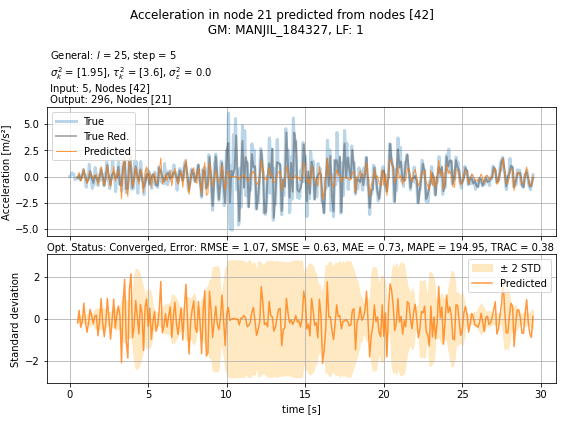 Acceleration in node 21 predicted from nodes [42]
GM: MANJIL_184327, LF: 1
General: l = 25, step = 5
σ²ₖ = [1.95], τ²ₖ = [3.6], σ²ε = 0.0
Input: 5, Nodes [42]
Output: 296, Nodes [21]
Acceleration [m/s²]
5.0
2.5
0.0
−2.5
−5.0
True
True Red.
Predicted
Opt. Status: Converged, Error: RMSE = 1.07, SMSE = 0.63, MAE = 0.73, MAPE = 194.95, TRAC = 0.38
Standard deviation
2
0
−2
± 2 STD
Predicted
0
5
10
15
20
25
30
time [s]